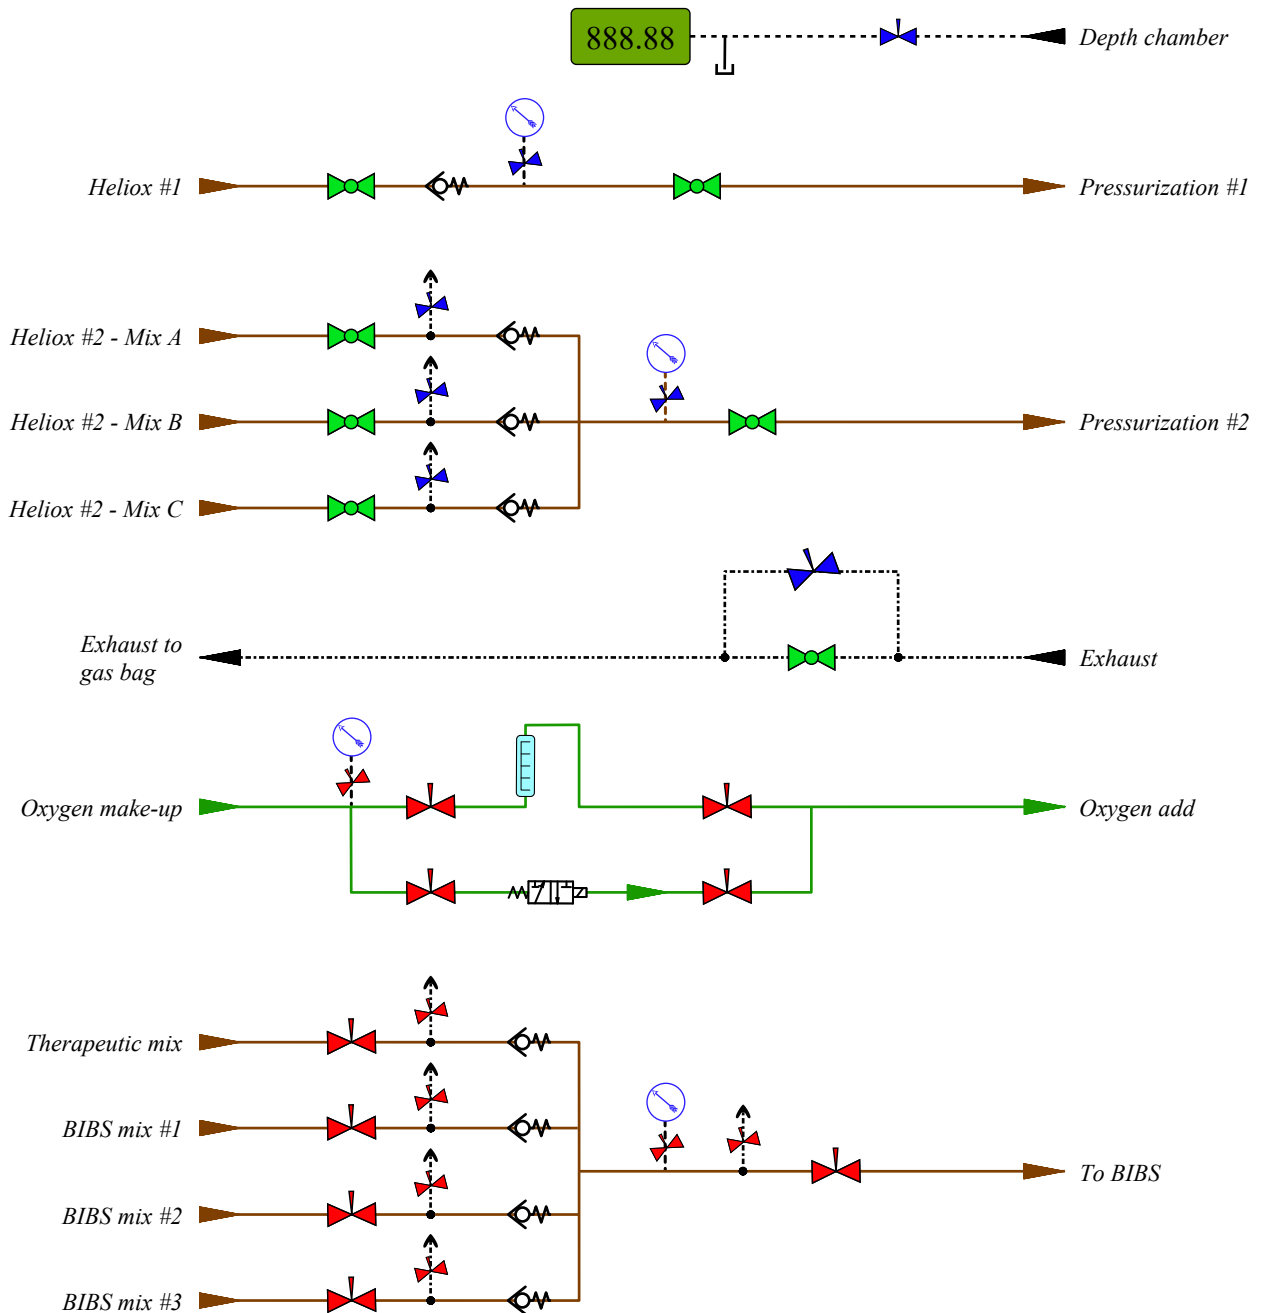 888.88
Depth chamber
Heliox #1
Pressurization #1
Heliox #2 - Mix A
Heliox #2 - Mix B
Pressurization #2
Heliox #2 - Mix C
Exhaust to
gas bag
Exhaust
Oxygen make-up
Oxygen add
Therapeutic mix
BIBS mix #1
To BIBS
BIBS mix #2
BIBS mix #3